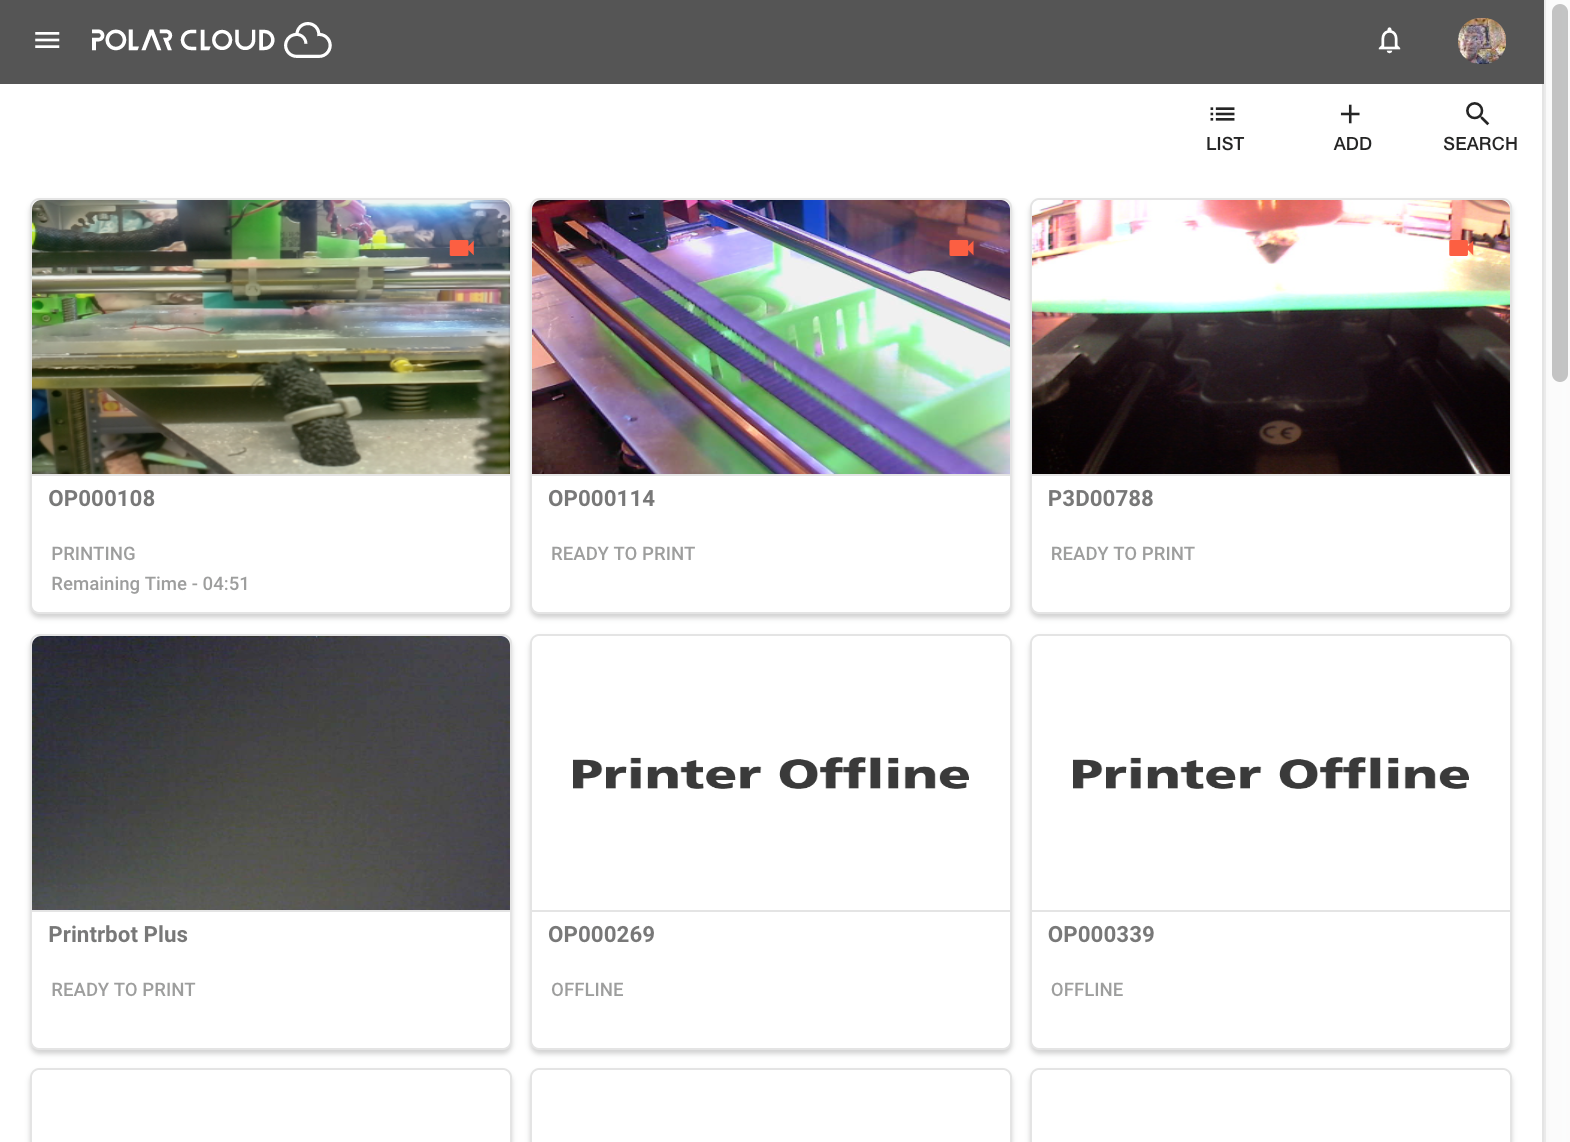 POLAR CLOUD
LIST
ADD
SEARCH
CE
OP000108
PRINTING
Remaining Time - 04:51
OP000114
READY TO PRINT
P3D00788
READY TO PRINT
Printer Offline
Printer Offline
Printrbot Plus
READY TO PRINT
OP000269
OFFLINE
OP000339
OFFLINE